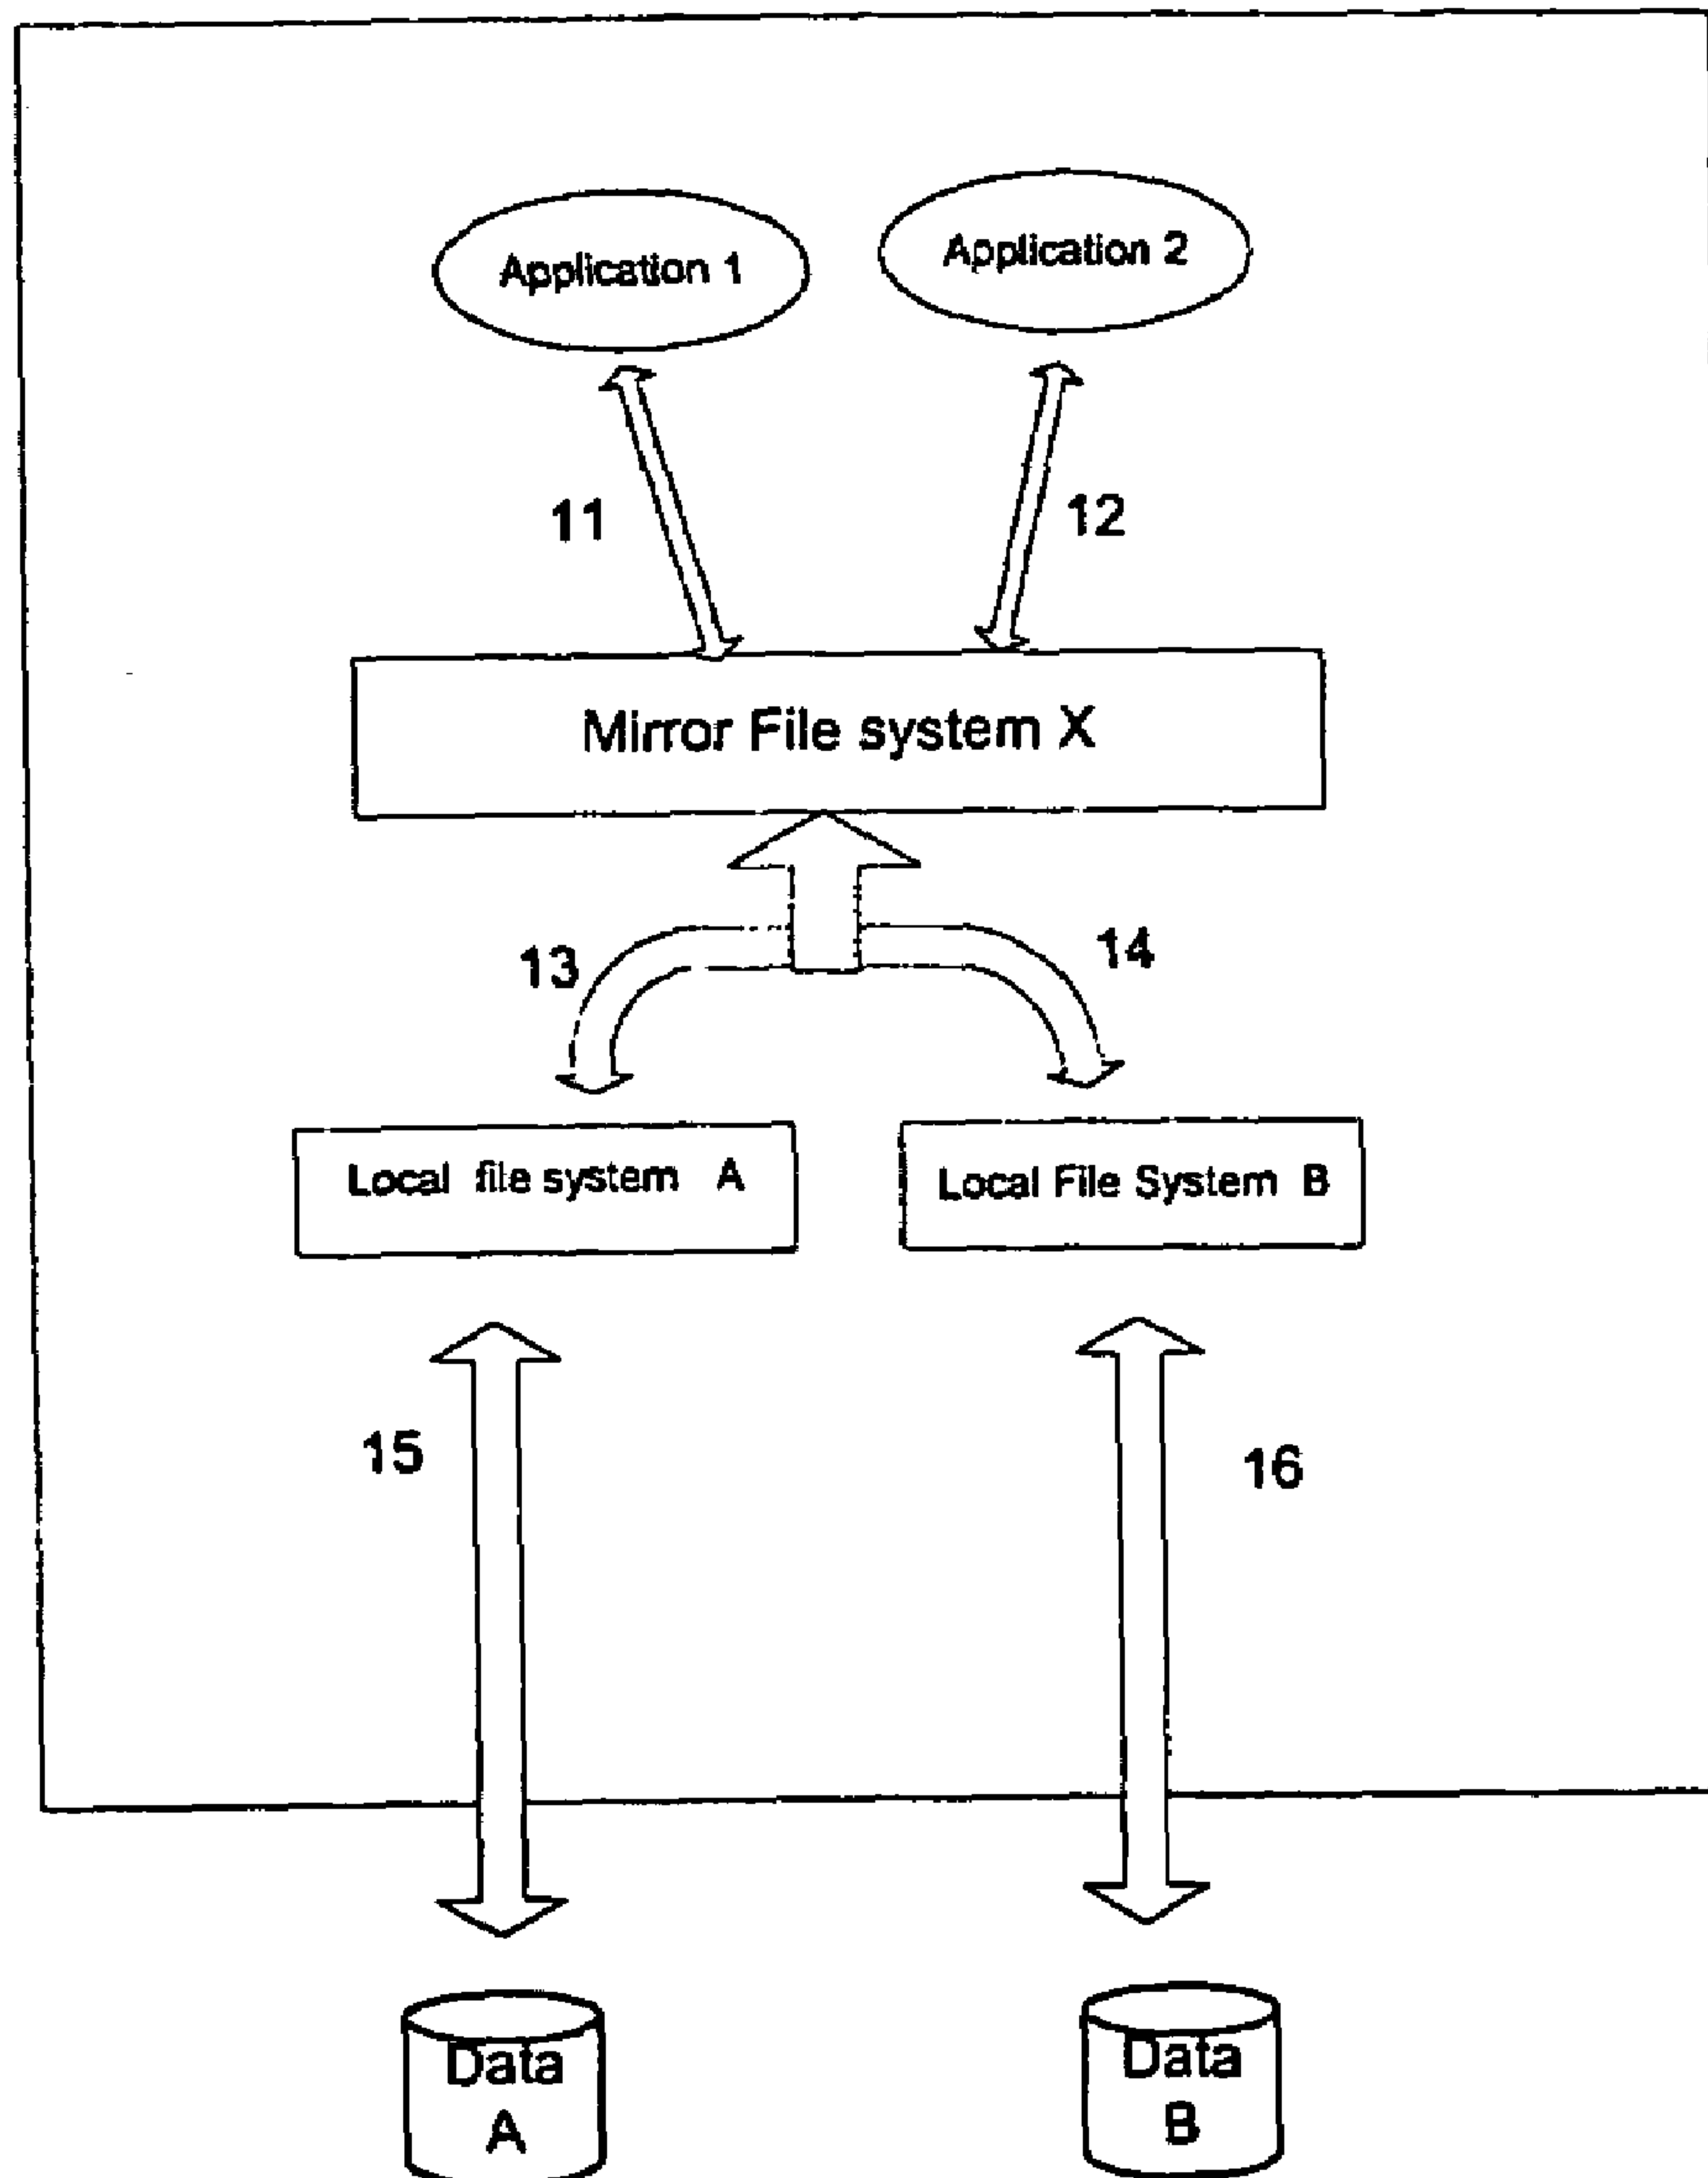 Application 1
Application 2
11
12
Mirror File system X
13
14
Local file system A
Local File System B
15
16
Data
A
Data
B